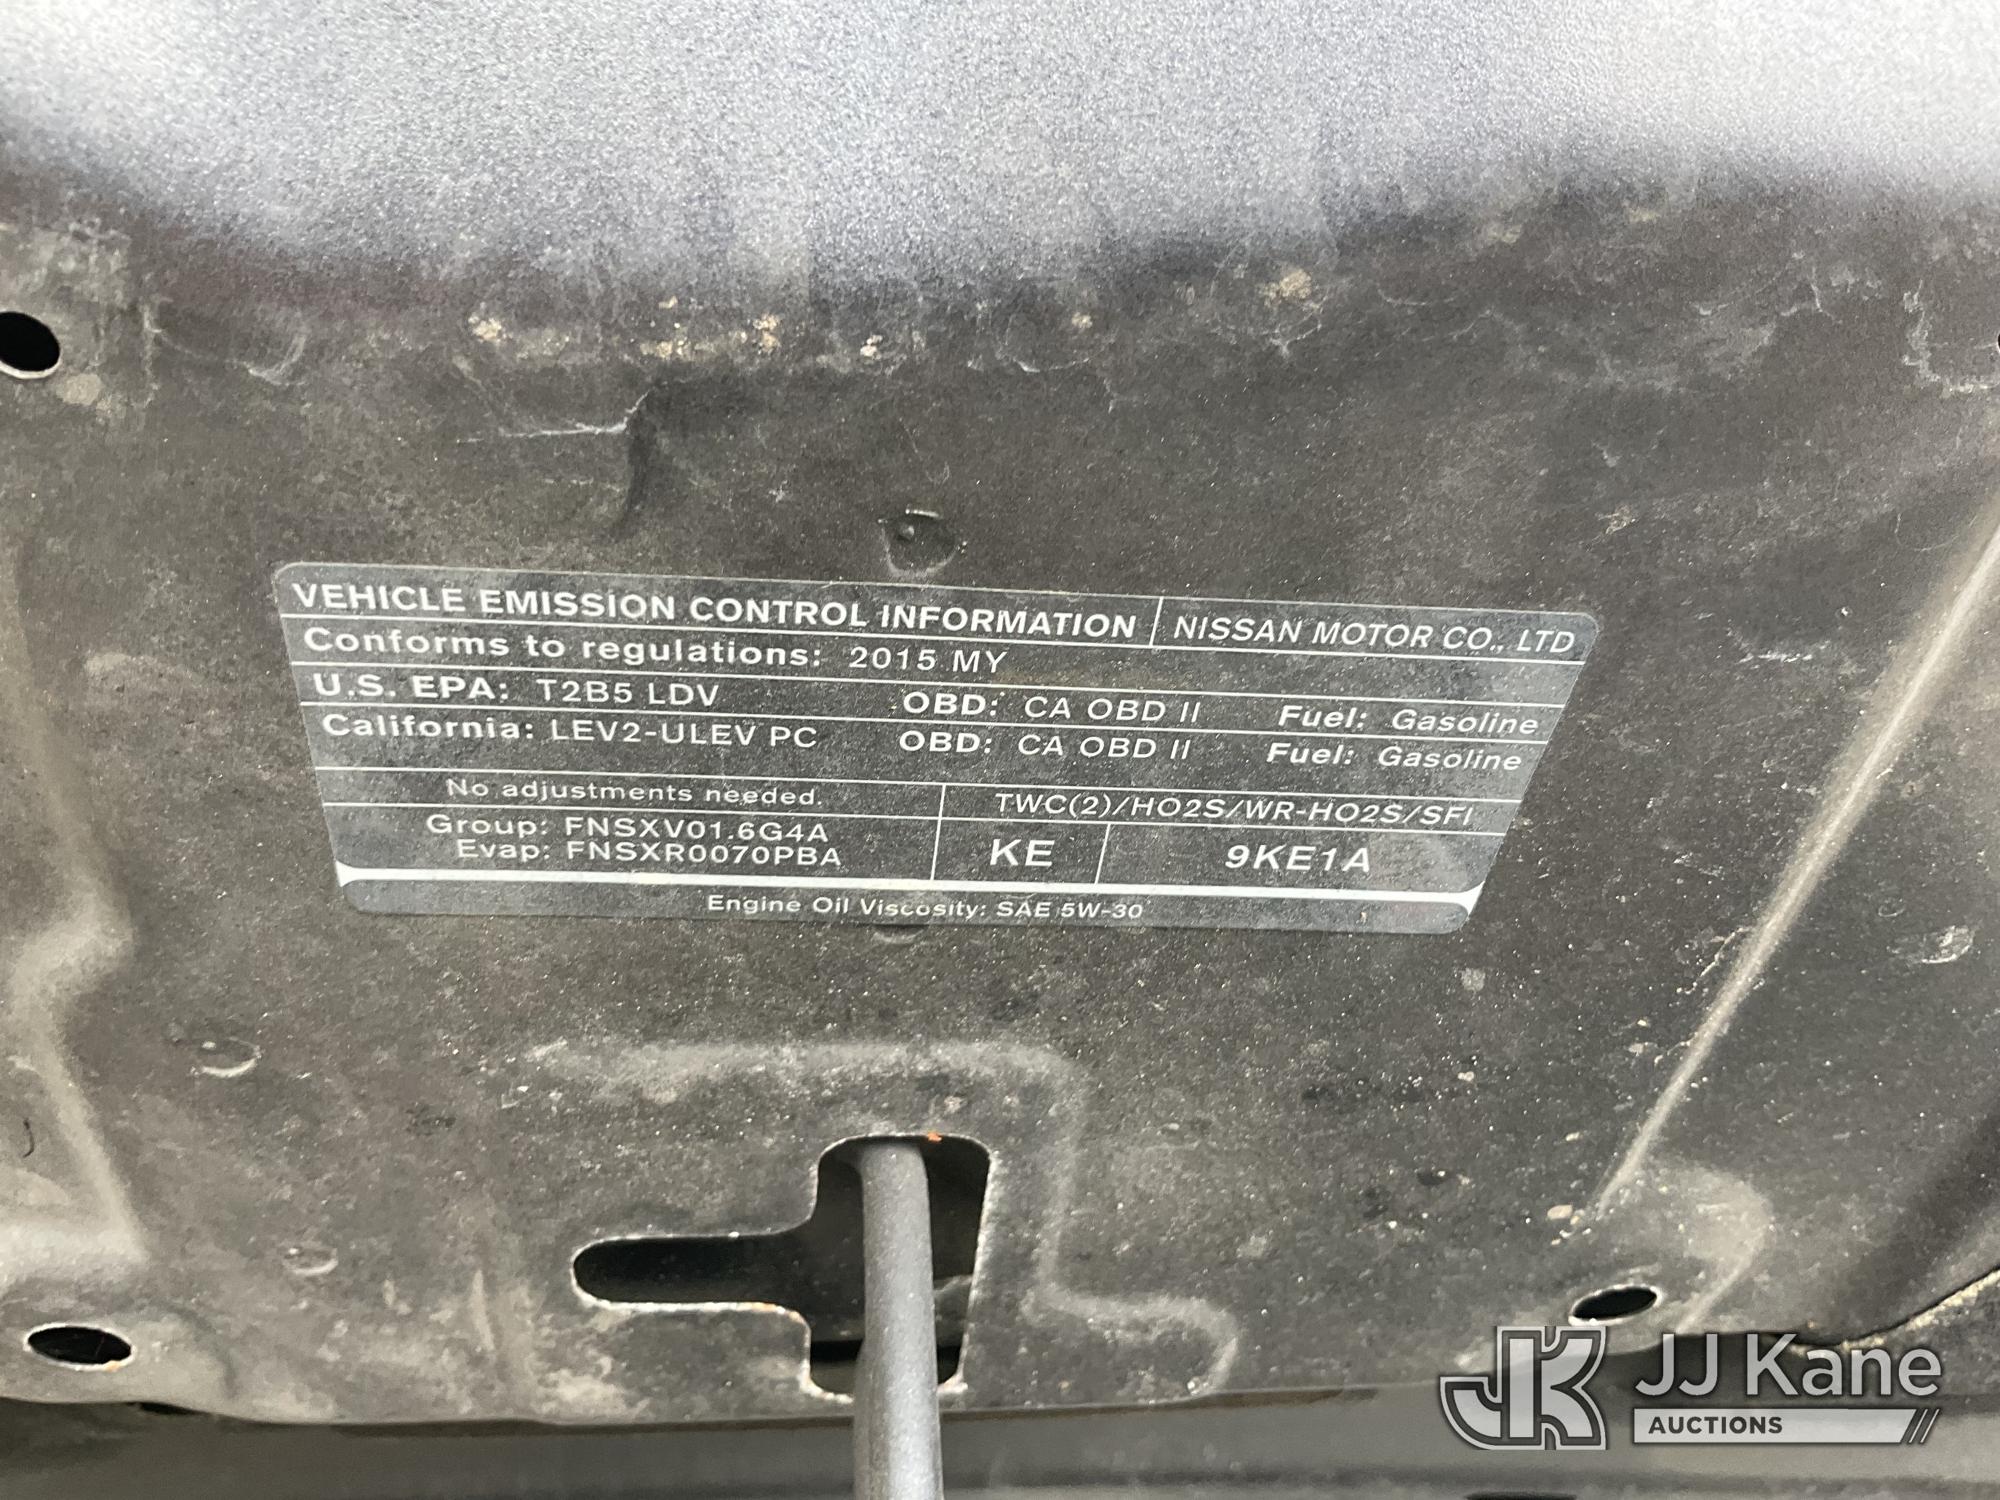 VEHICLE EMISSION CONTROL INFORMATION NISSAN MOTOR CO., LTD
Conforms to regulations: 2015 MY
U.S. EPA: T2B5 LDV OBD: CA OBD II Fuel: Gasoline
California: LEV2-ULEV PC OBD: CA OBD II Fuel: Gasoline
No adjustments needed. TWC(2)/HO2S/WR-HO2S/SFI
Group: FNSXV01.6G4A
Evap: FNSXR0070PBA
KE 9KE1A
Engine Oil Viscosity: SAE 5W-30
JK JJ Kane
AUCTIONS